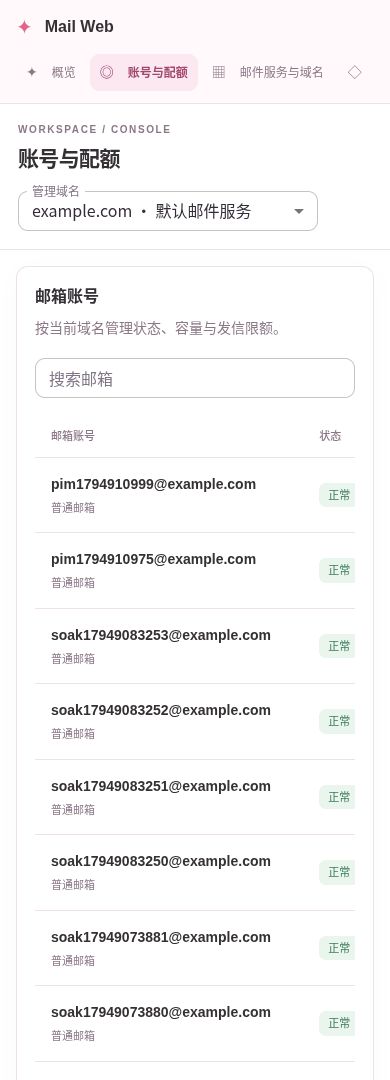 Mail Web
概览
账号与配额
邮件服务与域名
WORKSPACE / CONSOLE
账号与配额
管理域名
example.com · 默认邮件服务
邮箱账号
按当前域名管理状态、容量与发信限额。
搜索邮箱
邮箱账号 状态
pim1794910999@example.com
普通邮箱
正常
pim1794910975@example.com
普通邮箱
正常
soak17949083253@example.com
普通邮箱
正常
soak17949083252@example.com
普通邮箱
正常
soak17949083251@example.com
普通邮箱
正常
soak17949083250@example.com
普通邮箱
正常
soak17949073881@example.com
普通邮箱
正常
soak17949073880@example.com
普通邮箱
正常